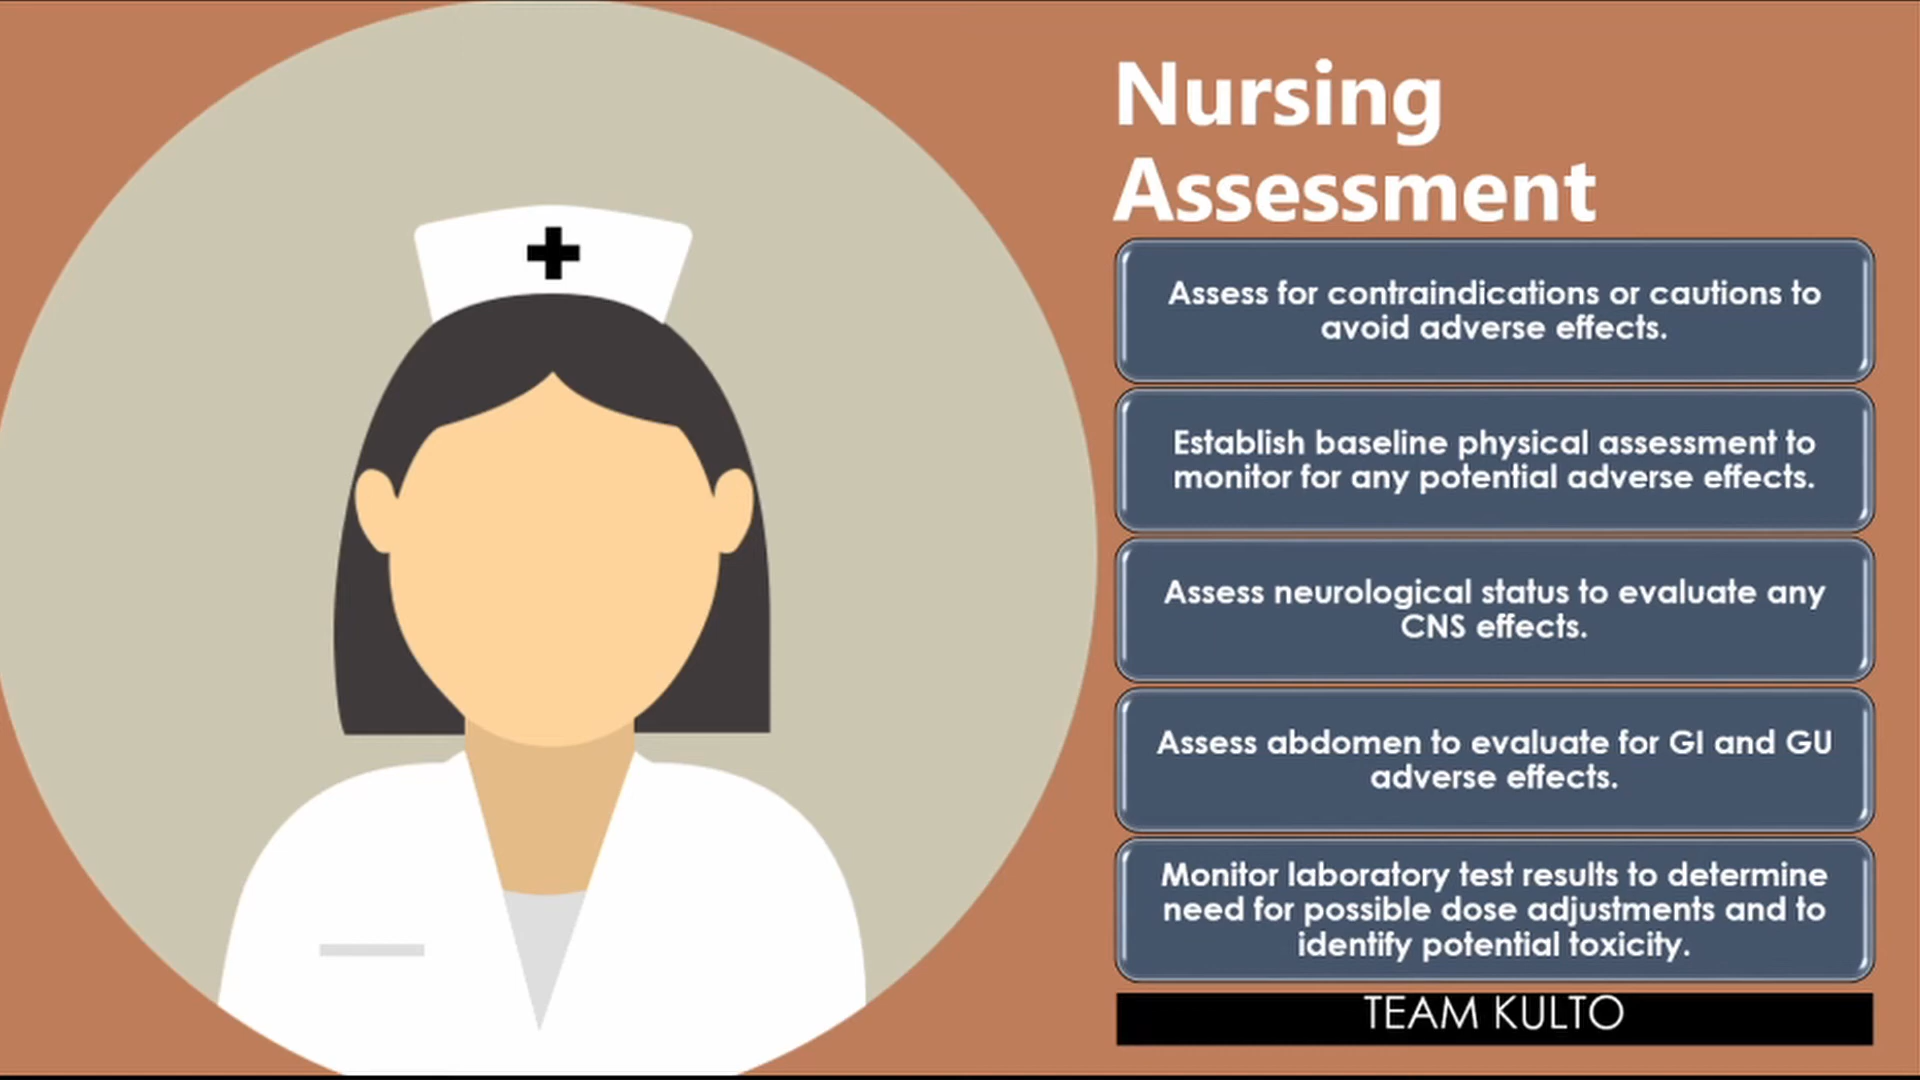 Nursing
Assessment
Assess for contraindications or cautions to
avoid adverse effects.
Establish baseline physical assessment to
monitor for any potential adverse effects.
Assess neurological status to evaluate any
CNS effects.
Assess abdomen to evaluate for GI and GU
adverse effects.
Monitor laboratory test results to determine
need for possible dose adjustments and to
identify potential toxicity.
TEAM KULTO